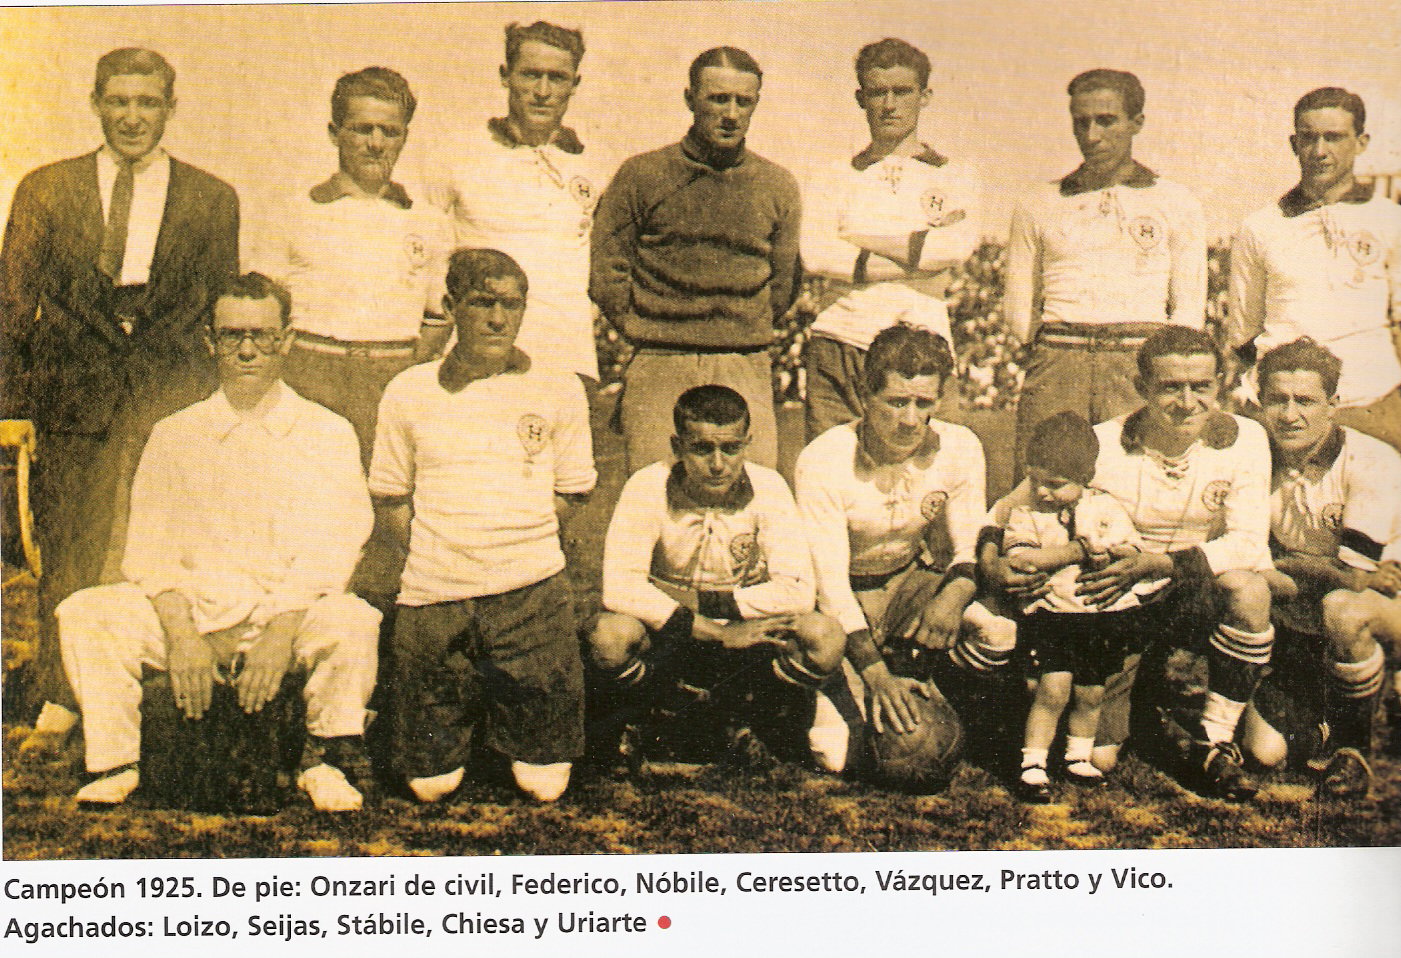 Campeón 1925. De pie: Onzari de civil, Federico, Nóbile, Ceresetto, Vázquez, Pratto y Vico.
Agachados: Loizo, Seijas, Stábile, Chiesa y Uriarte